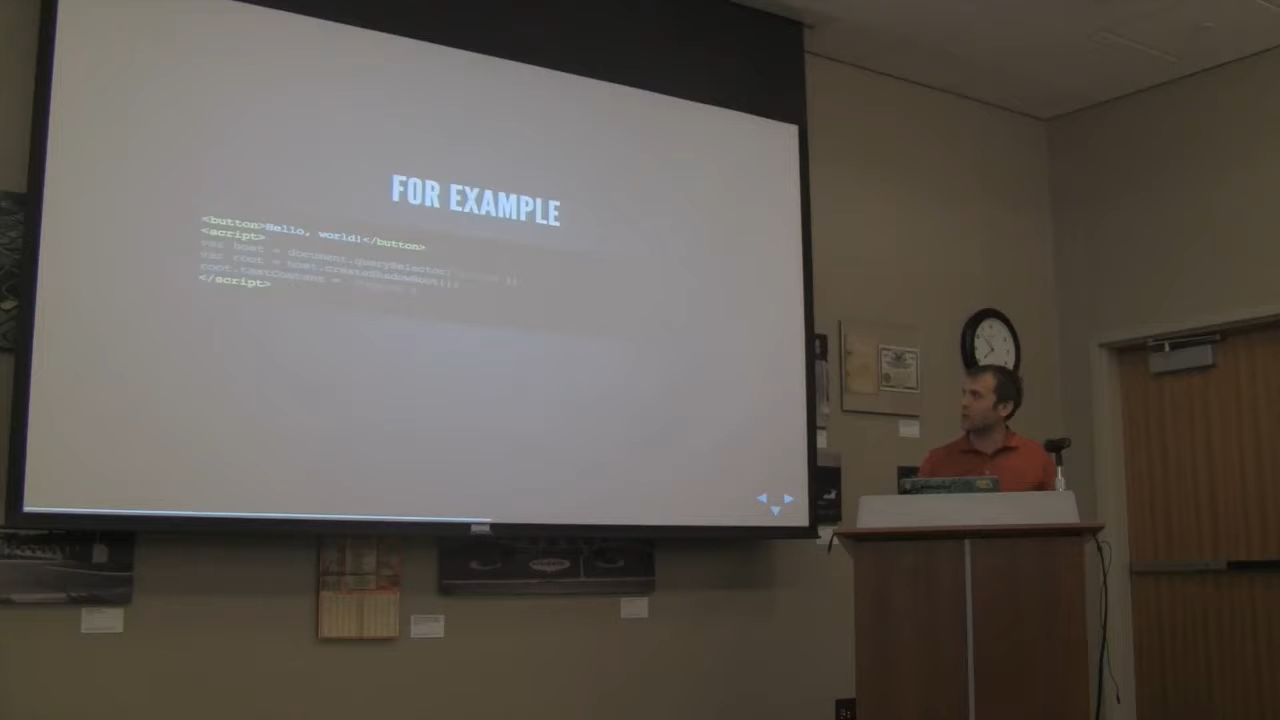 FOR EXAMPLE
<button>Hello, world!</button>
<script>
var host = document.querySelector(
var root = host.createShadowRoot();
root.textContent =
</script>